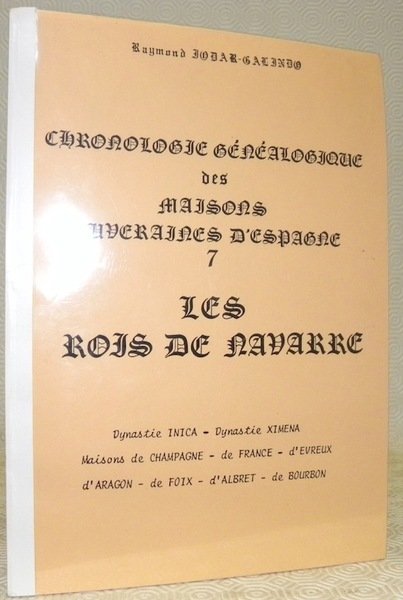 Raymond JODAR-GALINDO
CHRONOLOGIE GÉNÉALOGIQUE
des
MAISONS
UVERAINES D'ESPAGNE
7
LES
ROIS DE NAVARRE
Dynastie INICA - Dynastie XIMENA
Maisons de CHAMPAGNE - de FRANCE - d'EVREUX
d'ARAGON - de FOIX - d'ALBRET - de BOURBON